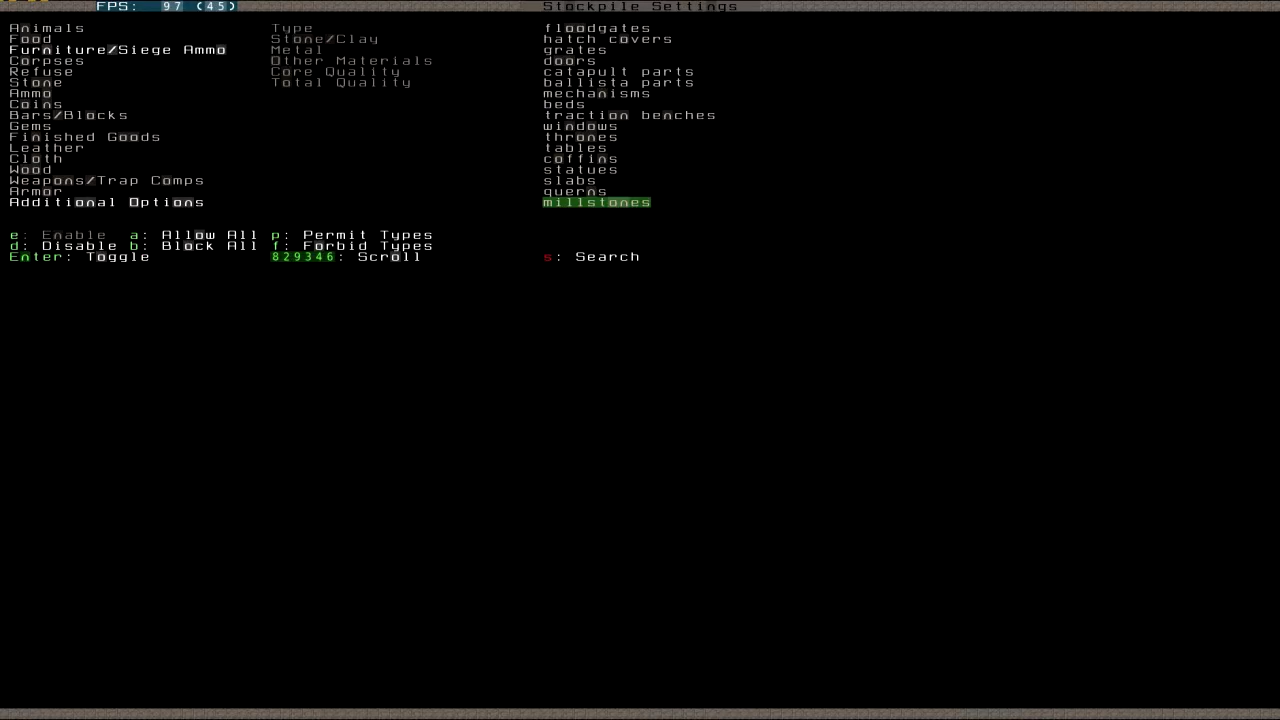 FPS: 97 (45) Stockpile Settings
Animals Type floodgates
Food Stone/Clay hatch covers
Furniture/Siege Ammo Metal grates
Corpses Other Materials doors
Refuse Core Quality catapult parts
Stone Total Quality ballista parts
Ammo mechanisms
Coins beds
Bars/Blocks traction benches
Gems windows
Finished Goods thrones
Leather tables
Cloth coffins
Wood statues
Weapons/Trap Comps slabs
Armor querns
Additional Options millstones
e: Enable a: Allow All p: Permit Types
d: Disable b: Block All f: Forbid Types
Enter: Toggle 829346: Scroll s: Search